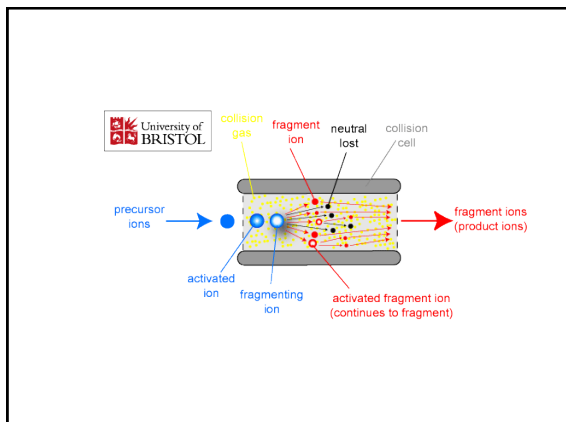 University of
BRISTOL
collision
gas
fragment
ion
neutral
lost
collision
cell
precursor
ions
fragment ions
(product ions)
activated
ion
fragmenting
ion
activated fragment ion
(continues to fragment)